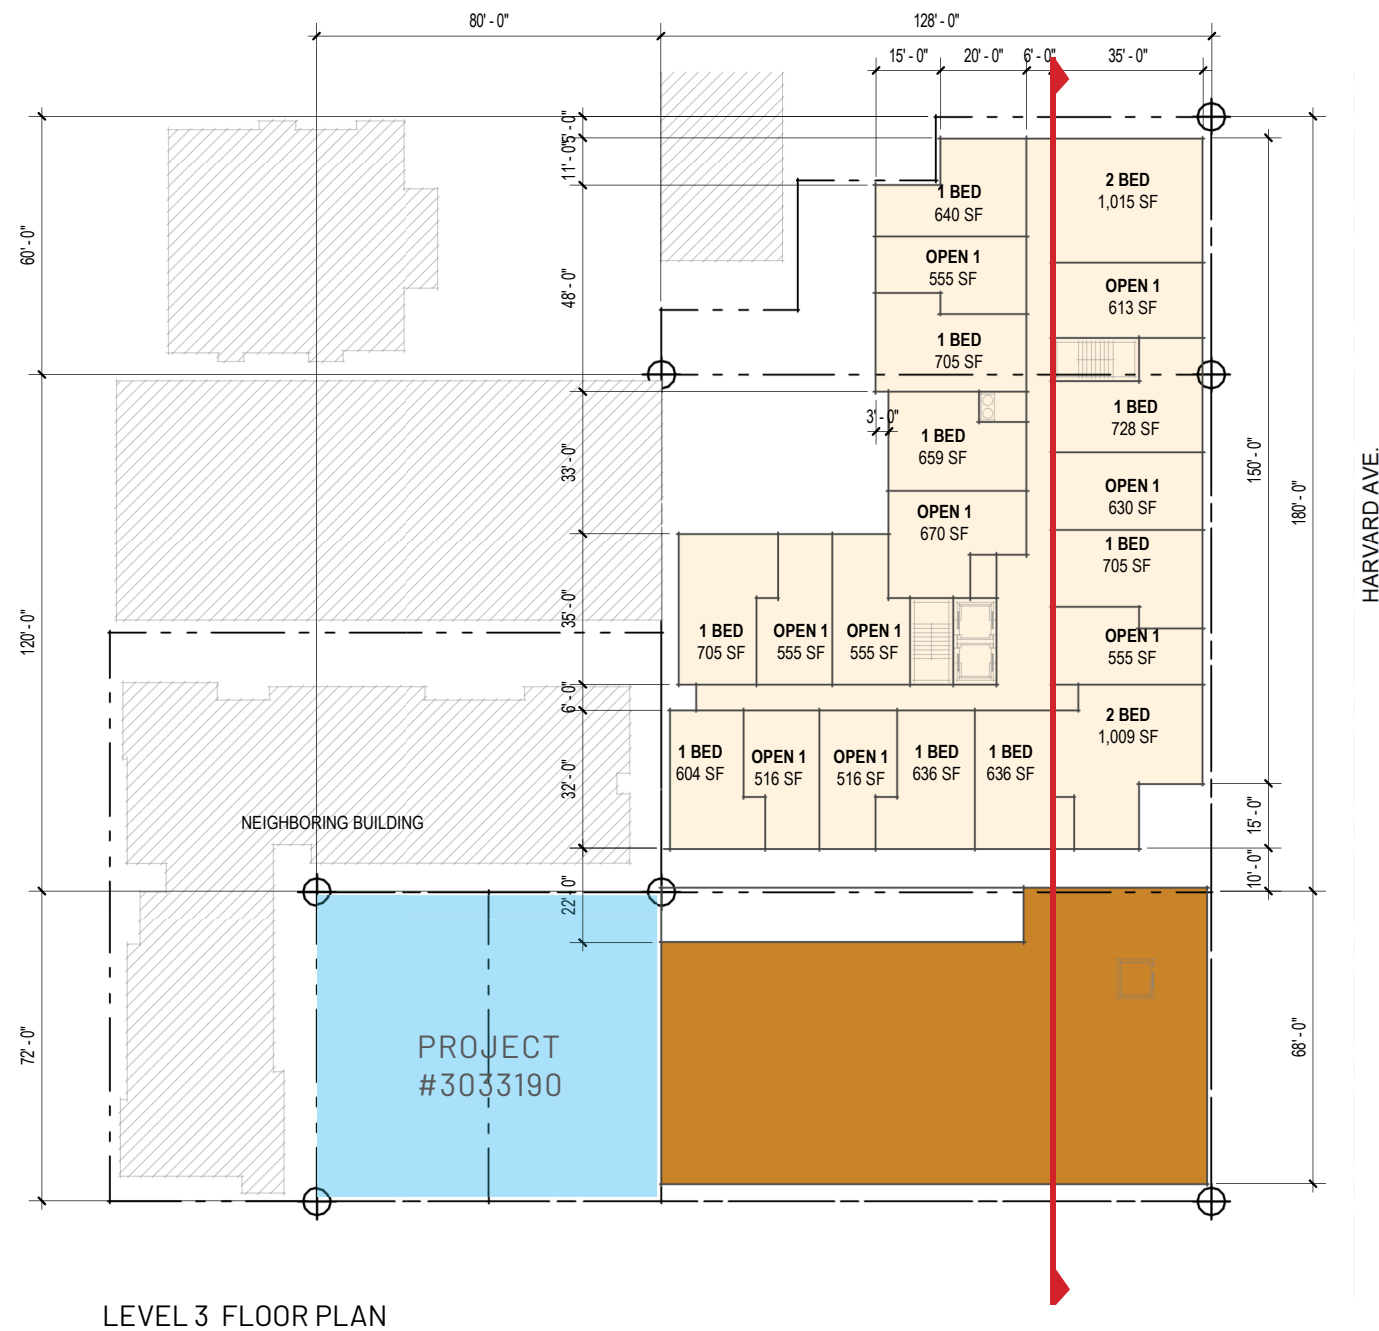 80' - 0"
128' - 0"
15' - 0"
20' - 0"
6' - 0"
35' - 0"
5' - 0"
11' - 0"
60' - 0"
48' - 0"
33' - 0"
120' - 0"
35' - 0"
6' - 0"
32' - 0"
22' - 0"
72' - 0"
3' - 0"
1 BED
640 SF
OPEN 1
555 SF
1 BED
705 SF
1 BED
659 SF
OPEN 1
670 SF
2 BED
1,015 SF
OPEN 1
613 SF
1 BED
728 SF
OPEN 1
630 SF
1 BED
705 SF
OPEN 1
555 SF
2 BED
1,009 SF
1 BED
705 SF
OPEN 1
555 SF
OPEN 1
555 SF
1 BED
604 SF
OPEN 1
516 SF
OPEN 1
516 SF
1 BED
636 SF
1 BED
636 SF
150' - 0"
180' - 0"
15' - 0"
10' - 0"
68' - 0"
HARVARD AVE.
NEIGHBORING BUILDING
PROJECT
#3033190
LEVEL 3 FLOOR PLAN